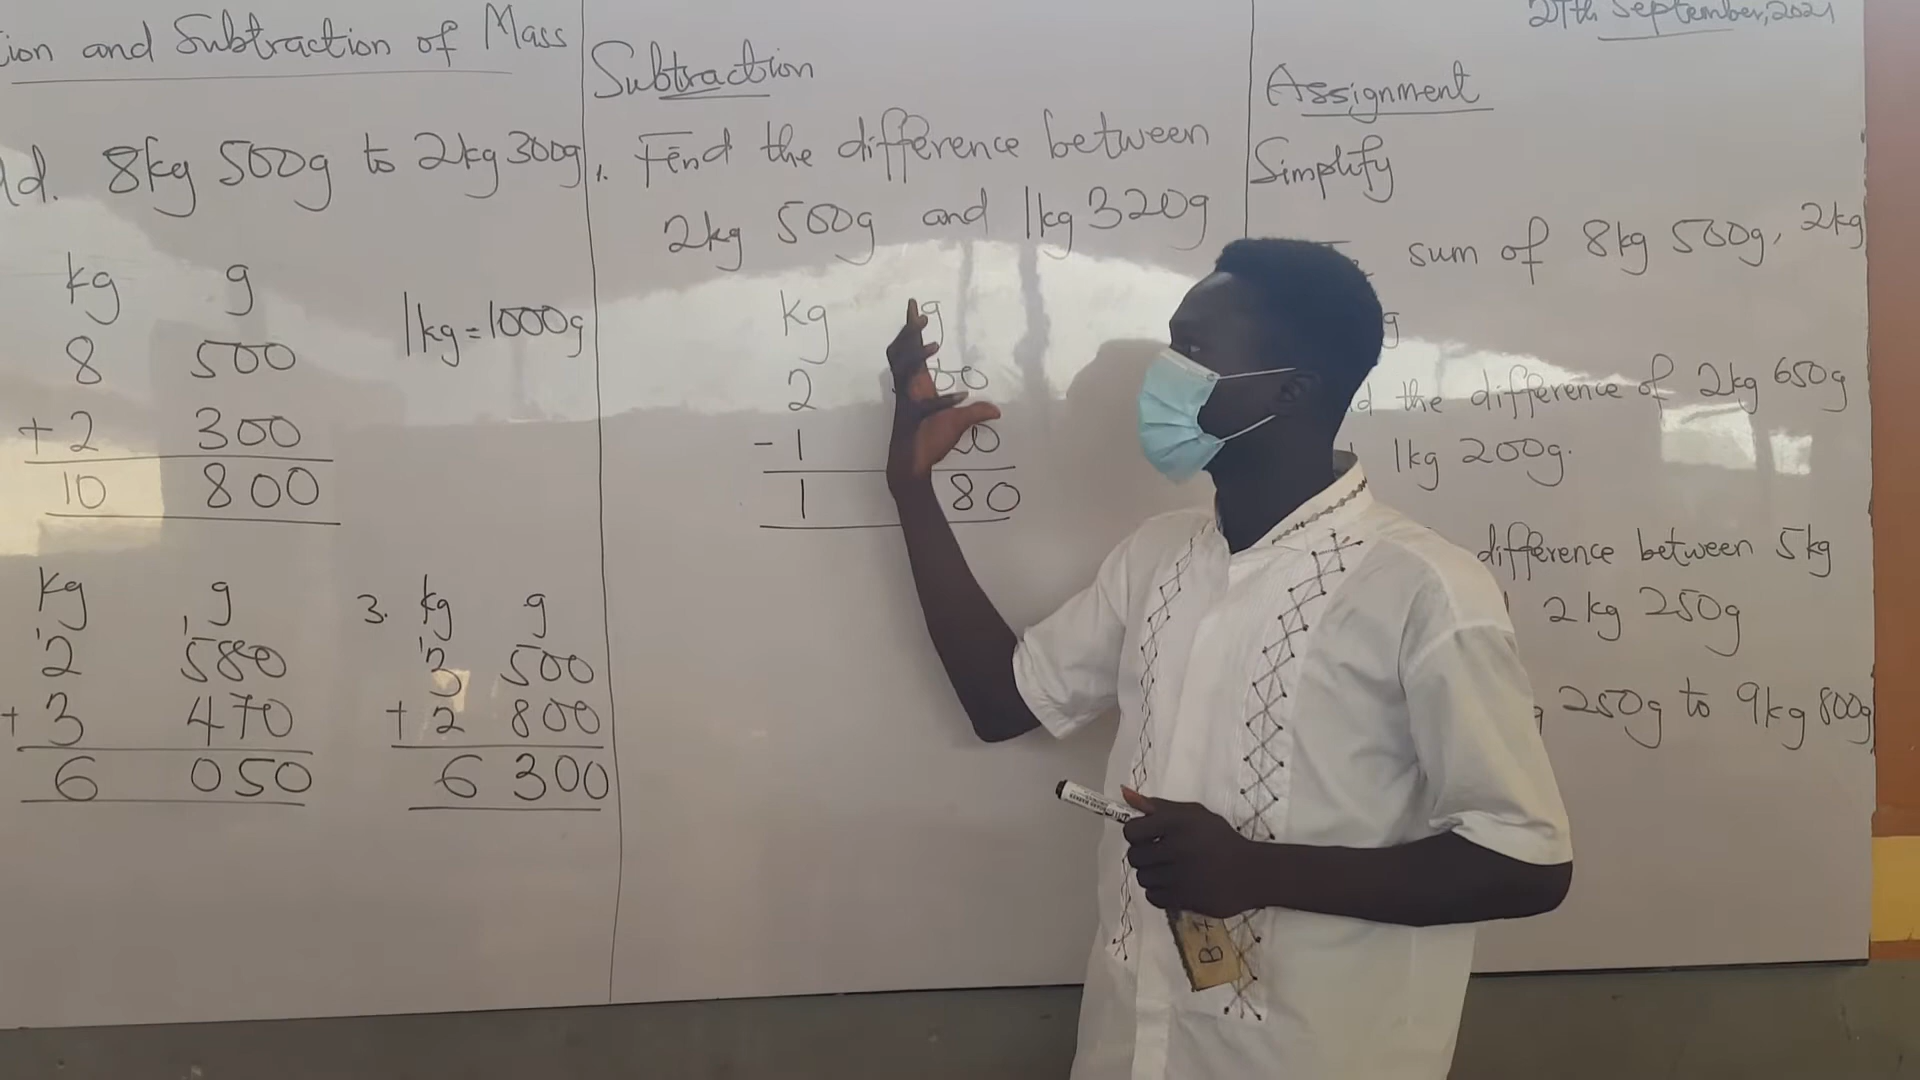 and Subtraction of Mass
8kg 500g to 2kg 300g
kg g
8 500
+ 2 300
10 800
1kg = 1000g
kg g
1 1
2 580
+ 3 470
6 050
3. kg g
1
3 500
+ 2 800
6 300
Subtraction
1. Find the difference between
2kg 500g and 1kg 320g
kg g
2
- 1
1 80
27th September, 2021
Assignment
Simplify
sum of 8kg 500g, 2kg
g
the difference of 2kg 650g
1kg 200g.
difference between 5kg
2kg 250g
250g to 9kg 800g